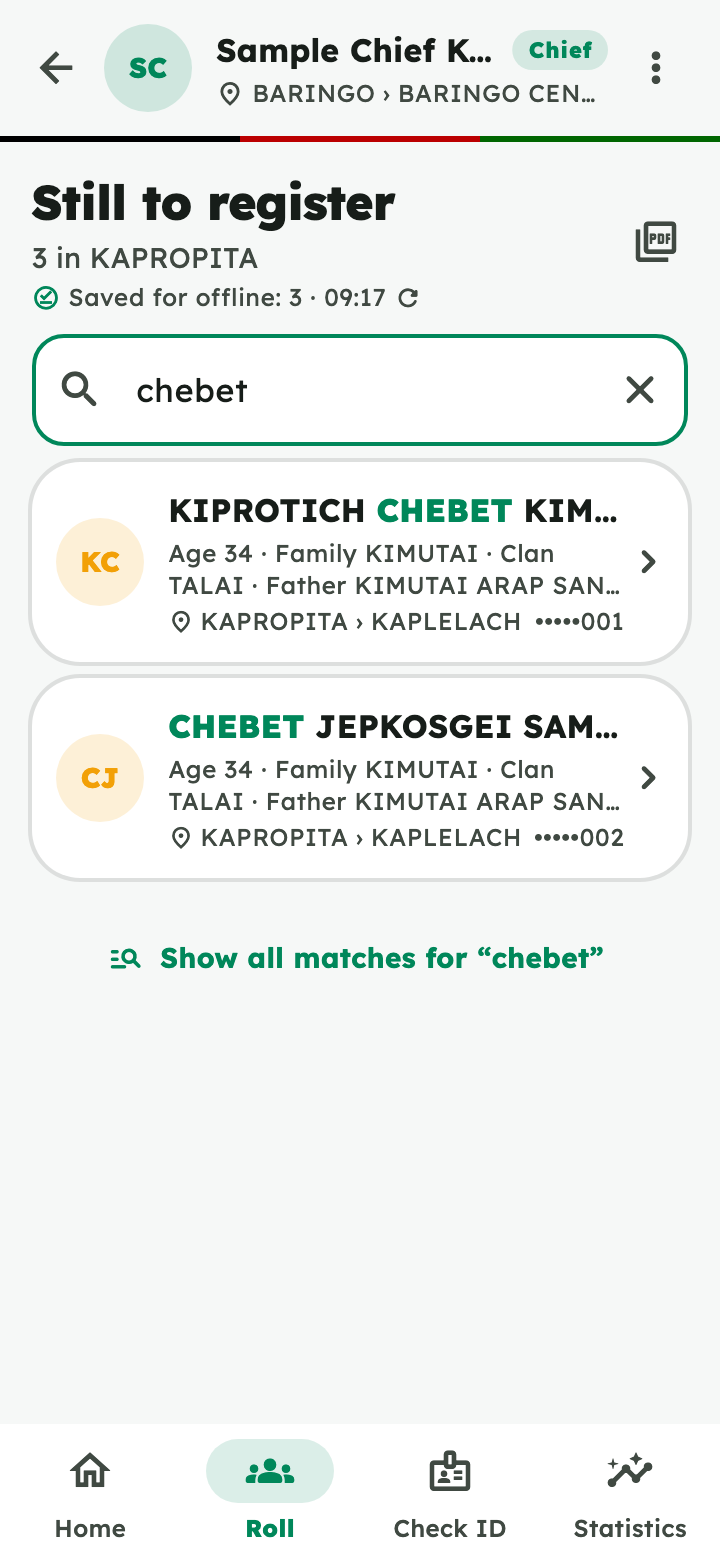 SC
Sample Chief K...
Chief
BARINGO › BARINGO CEN...
Still to register
3 in KAPROPITA
Saved for offline: 3 · 09:17
PDF
chebet
KC
KIPROTICH CHEBET KIM...
Age 34 · Family KIMUTAI · Clan
TALAI · Father KIMUTAI ARAP SAN...
KAPROPITA › KAPLELACH •••••001
CJ
CHEBET JEPKOSGEI SAM...
Age 34 · Family KIMUTAI · Clan
TALAI · Father KIMUTAI ARAP SAN...
KAPROPITA › KAPLELACH •••••002
Show all matches for “chebet”
Home
Roll
Check ID
Statistics